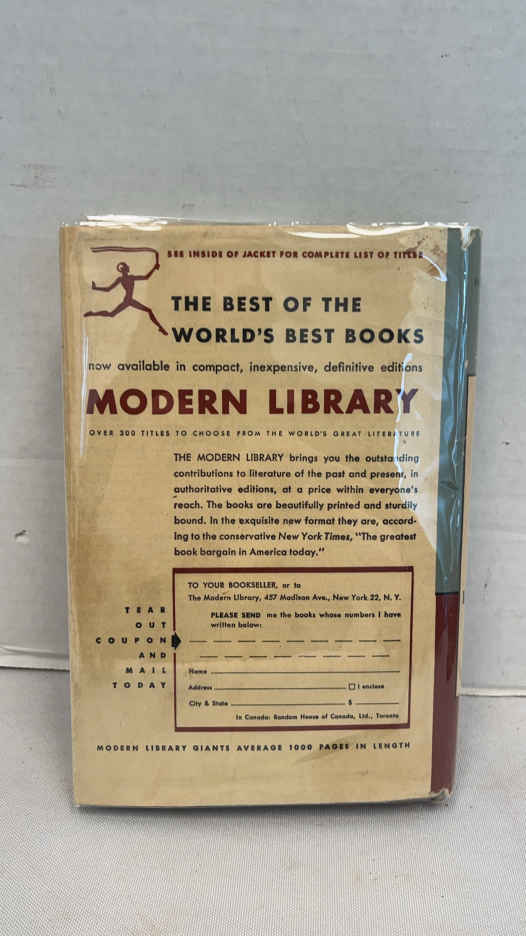 SEE INSIDE OF JACKET FOR COMPLETE LIST OF TITLES
THE BEST OF THE
WORLD'S BEST BOOKS
now available in compact, inexpensive, definitive editions
MODERN LIBRARY
OVER 300 TITLES TO CHOOSE FROM THE WORLD'S GREAT LITERATURE
THE MODERN LIBRARY brings you the outstanding
contributions to literature of the past and present, in
authoritative editions, at a price within everyone's
reach. The books are beautifully printed and sturdily
bound. In the exquisite new format they are, accord-
ing to the conservative New York Times, "The greatest
book bargain in America today."
TO YOUR BOOKSELLER, or to
The Modern Library, 457 Madison Ave., New York 22, N. Y.
PLEASE SEND me the books whose numbers I have
written below:
TEAR
OUT
COUPON
AND
MAIL
TODAY
Name
Address I enclose
City & State $
In Canada: Random House of Canada, Ltd., Toronto
MODERN LIBRARY GIANTS AVERAGE 1000 PAGES IN LENGTH